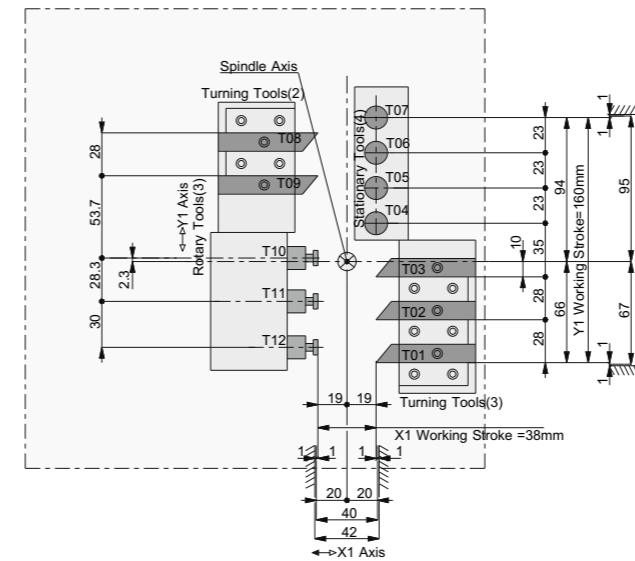 Spindle Axis
Turning Tools(2)
T07
T08
T06
T09
T05
T04
Stationary Tools(4)
Y1 Axis
Rotary Tools(3)
T10
T03
T11
T02
T12
T01
28
53.7
28.3
2.3
30
23
23
23
35
10
28
28
94
66
Y1 Working Stroke=160mm
1
1
95
67
1
1
Turning Tools(3)
19
19
X1 Working Stroke =38mm
1
1
1
1
20
20
40
42
X1 Axis